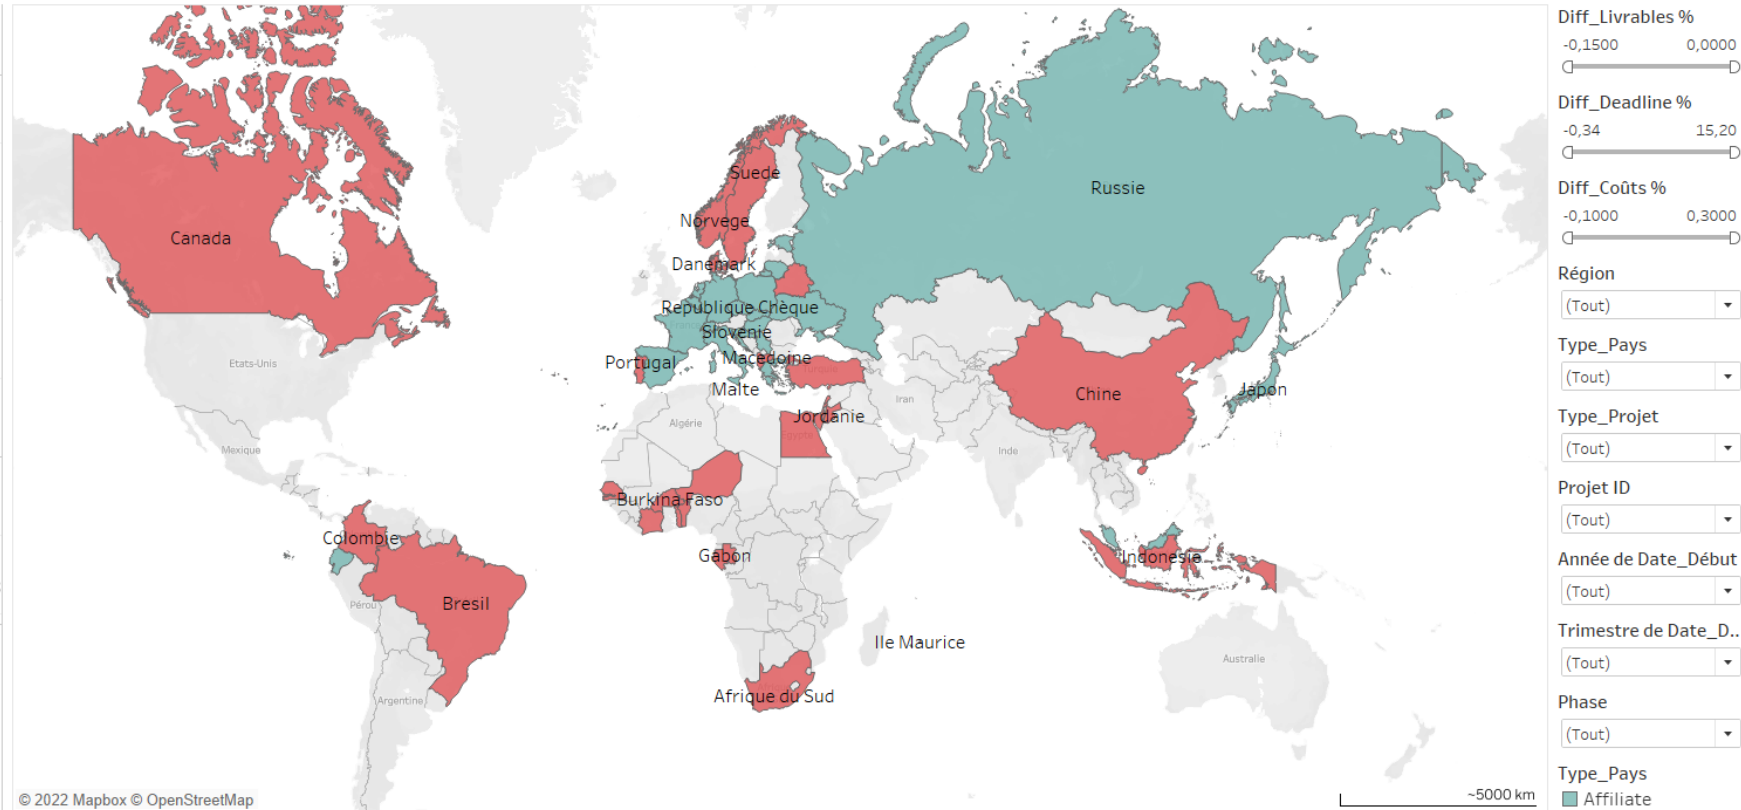 Canada
Etats-Unis
Mexique
Colombie
Pérou
Bresil
Argentine
Suede
Norvege
Danemark
Republique Chèque
Slovenie
Portugal
Macedoine
Malte
Jordanie
Algérie
Egypte
Iran
Inde
Burkina Faso
Gabon
Ile Maurice
Afrique du Sud
Russie
Chine
Japon
Indonesie
Australie
© 2022 Mapbox © OpenStreetMap
~5000 km
Diff_Livrables %
-0,1500 0,0000
Diff_Deadline %
-0,34 15,20
Diff_Coûts %
-0,1000 0,3000
Région
(Tout)
Type_Pays
(Tout)
Type_Projet
(Tout)
Projet ID
(Tout)
Année de Date_Début
(Tout)
Trimestre de Date_D..
(Tout)
Phase
(Tout)
Type_Pays
Affiliate